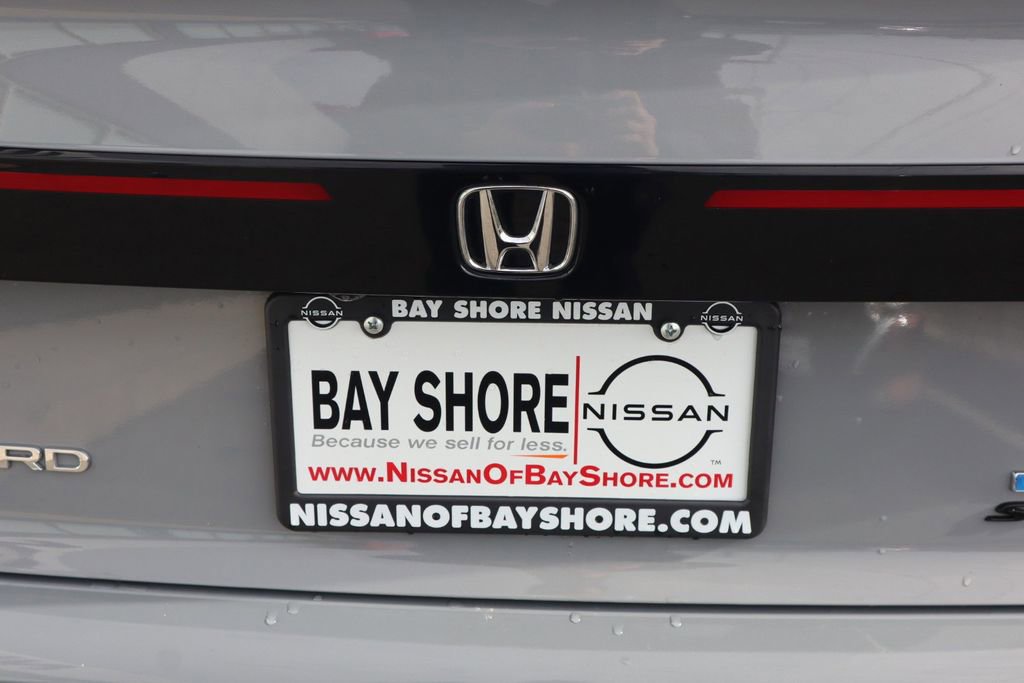 NISSAN
BAY SHORE NISSAN
NISSAN
BAY SHORE
NISSAN
Because we sell for less.
TM
www.NissanOfBayShore.com
NISSANOFBAYSHORE.COM
RD